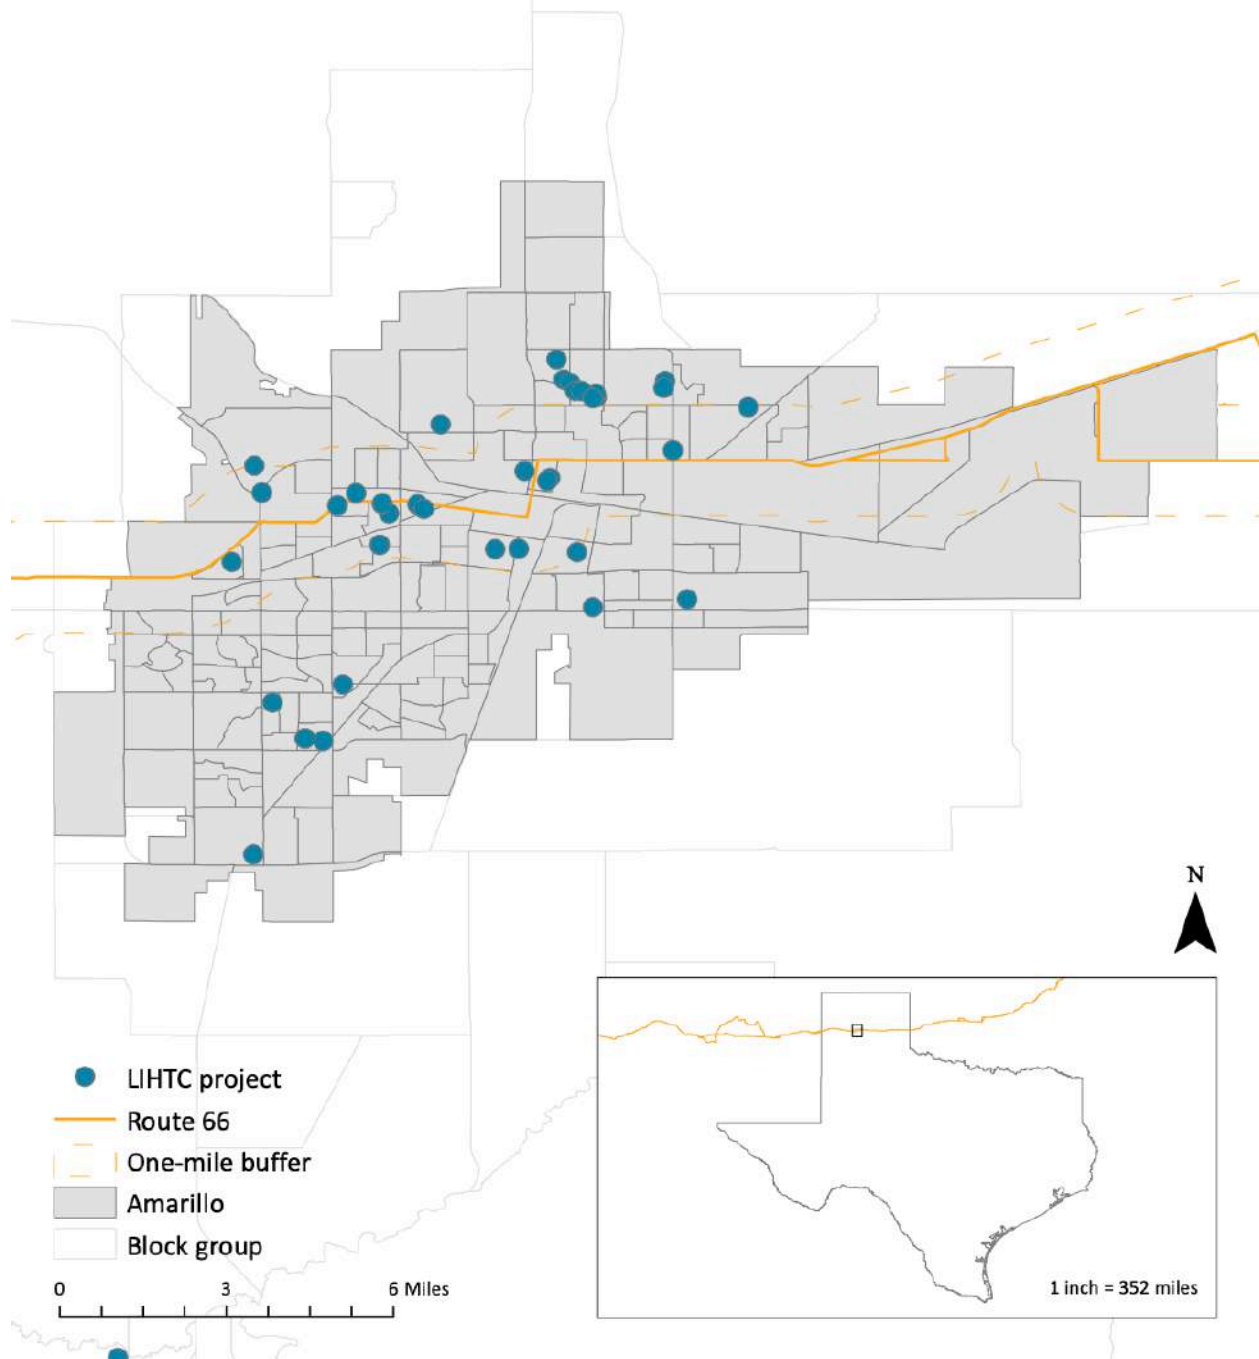 N
LIHTC project
Route 66
One-mile buffer
Amarillo
Block group
0 3 6 Miles
1 inch = 352 miles